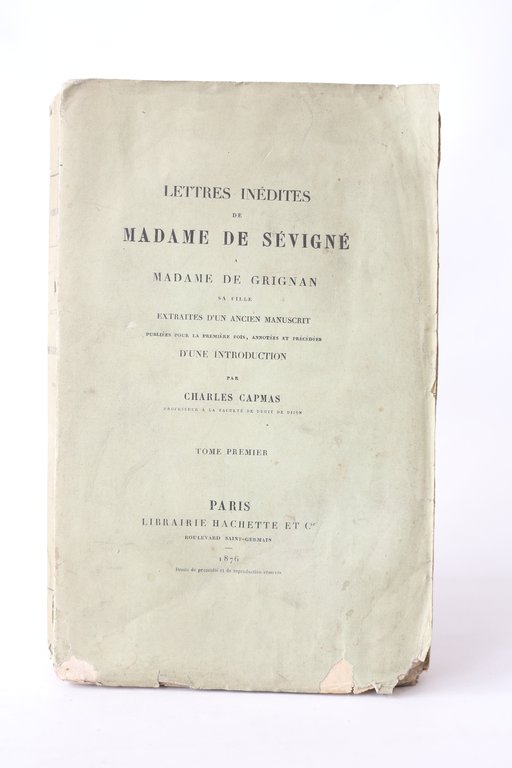 LETTRES INÉDITES
DE
MADAME DE SÉVIGNÉ
A
MADAME DE GRIGNAN
SA FILLE
EXTRAITES D'UN ANCIEN MANUSCRIT
PUBLIÉES POUR LA PREMIÈRE FOIS, ANNOTÉES ET PRÉCÉDÉES
D'UNE INTRODUCTION
PAR
CHARLES CAPMAS
PROFESSEUR A LA FACULTÉ DE DROIT DE DIJON
TOME PREMIER
PARIS
LIBRAIRIE HACHETTE ET Cie
BOULEVARD SAINT-GERMAIN
1876
Droits de propriété et de reproduction réservés